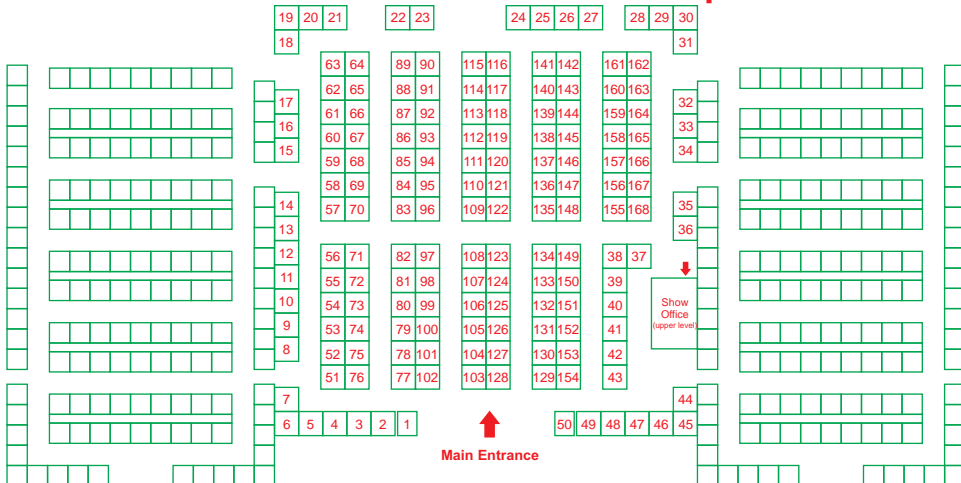 19 20 21 22 23 24 25 26 27 28 29 30
18 31
63 64 89 90 115 116 141 142 161 162
62 65 88 91 114 117 140 143 160 163
17 32
61 66 87 92 113 118 139 144 159 164
16 33
60 67 86 93 112 119 138 145 158 165
15 34
59 68 85 94 111 120 137 146 157 166
58 69 84 95 110 121 136 147 156 167
14 35
57 70 83 96 109 122 135 148 155 168
13 36
12 56 71 82 97 108 123 134 149 38 37
11 55 72 81 98 107 124 133 150 39
10 54 73 80 99 106 125 132 151 40
Show
Office
(upper level)
9 53 74 79 100 105 126 131 152 41
8 52 75 78 101 104 127 130 153 42
51 76 77 102 103 128 129 154 43
7 44
6 5 4 3 2 1 50 49 48 47 46 45
Main Entrance